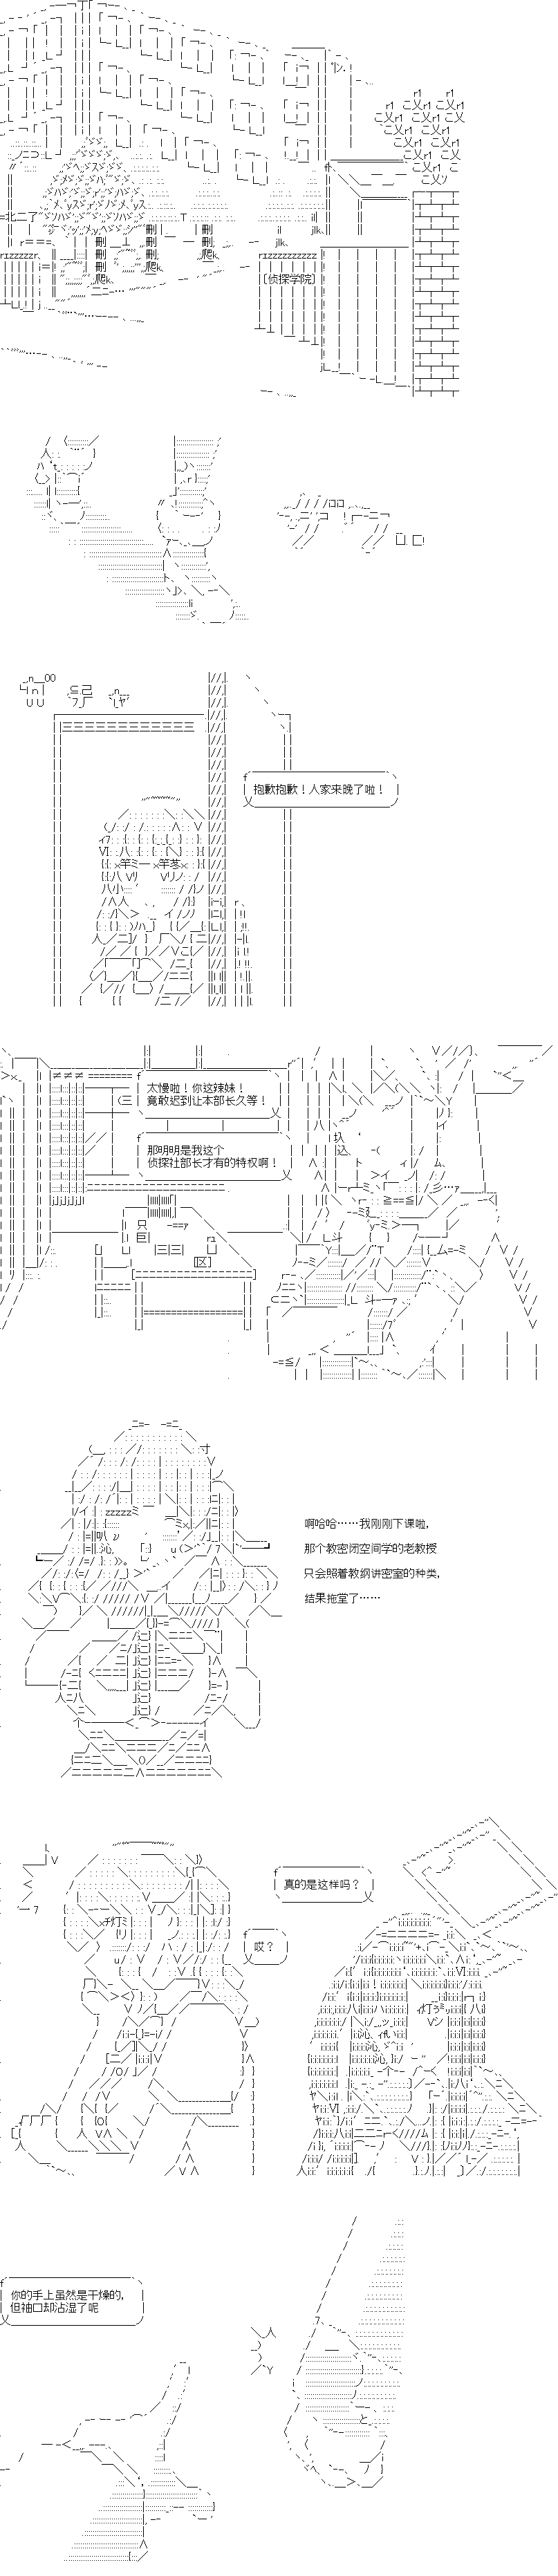 [侦探学院]
抱歉抱歉！人家来晚了啦！
太慢啦！你这辣妹！
竟敢迟到让本部长久等！
那明明是我这个
侦探社部长才有的特权啊！
啊哈哈……我刚刚下课啦，
那个教密闭空间学的老教授
只会照着教纲讲密室的种类，
结果拖堂了……
真的是这样吗？
哎？
你的手上虽然是干燥的，
但袖口却沾湿了呢